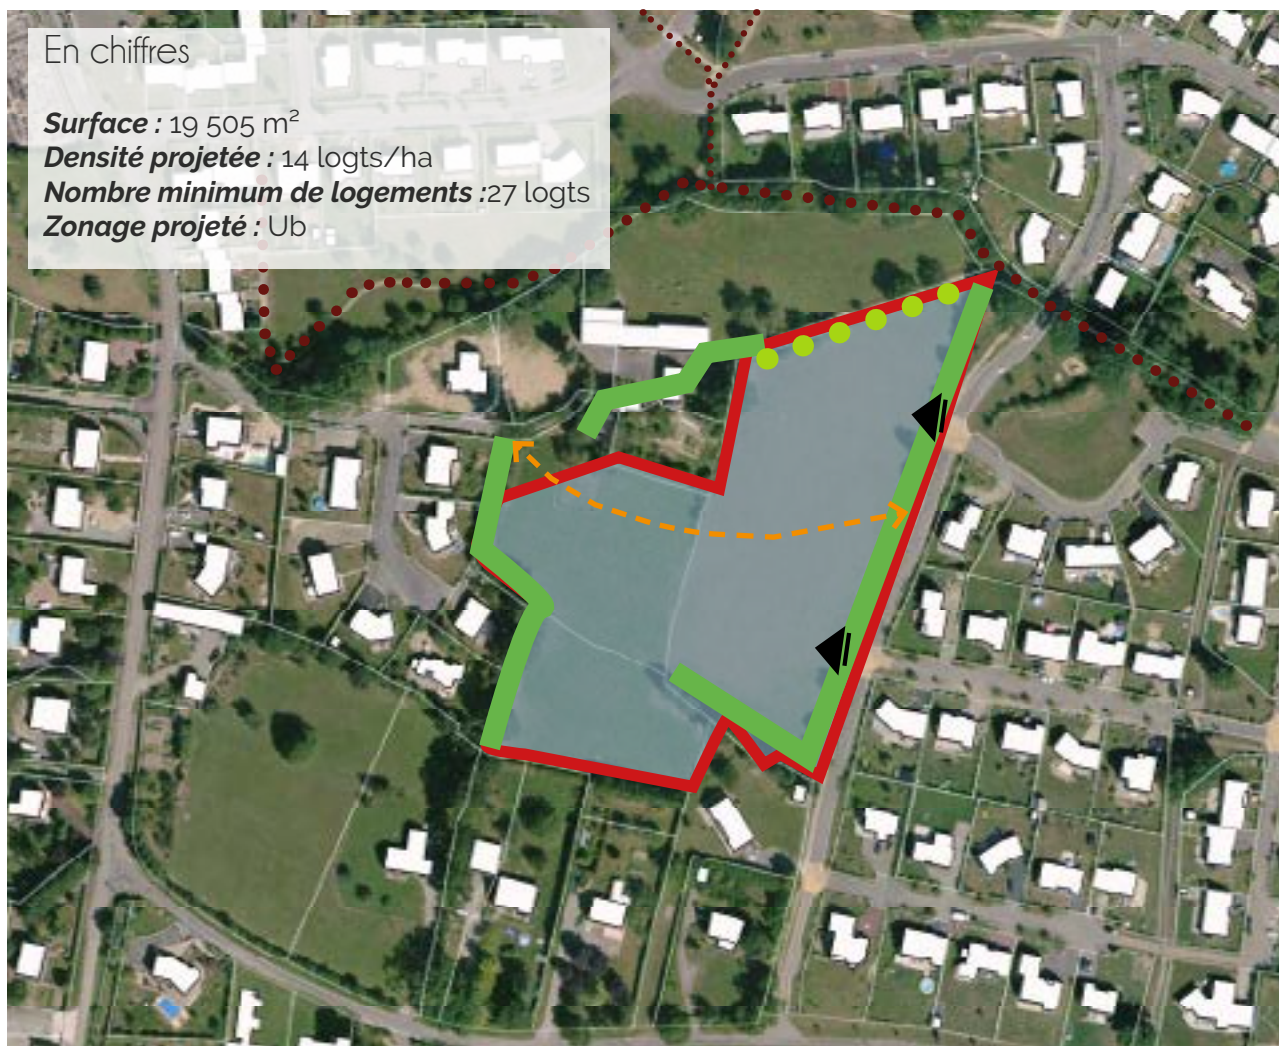 En chiffres
Surface : 19 505 m²
Densité projetée : 14 logts/ha
Nombre minimum de logements :27 logts
Zonage projeté : Ub